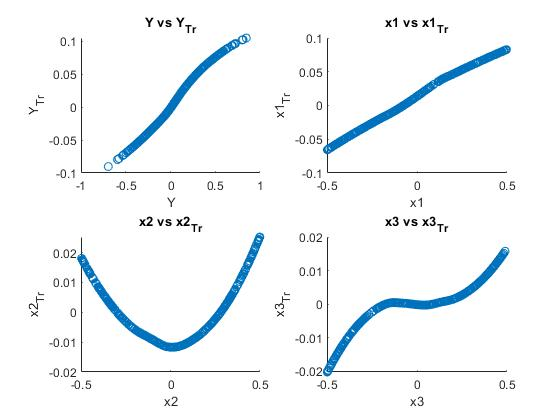 Y vs Y_Tr
0.1
0.05
0
-0.05
-0.1
Y_Tr
-1 -0.5 0 0.5 1
Y
x1 vs x1_Tr
0.1
0.05
0
-0.05
-0.1
x1_Tr
-0.5 0 0.5
x1
x2 vs x2_Tr
0.02
0.01
0
-0.01
-0.02
x2_Tr
-0.5 0 0.5
x2
x3 vs x3_Tr
0.02
0.01
0
-0.01
-0.02
x3_Tr
-0.5 0 0.5
x3